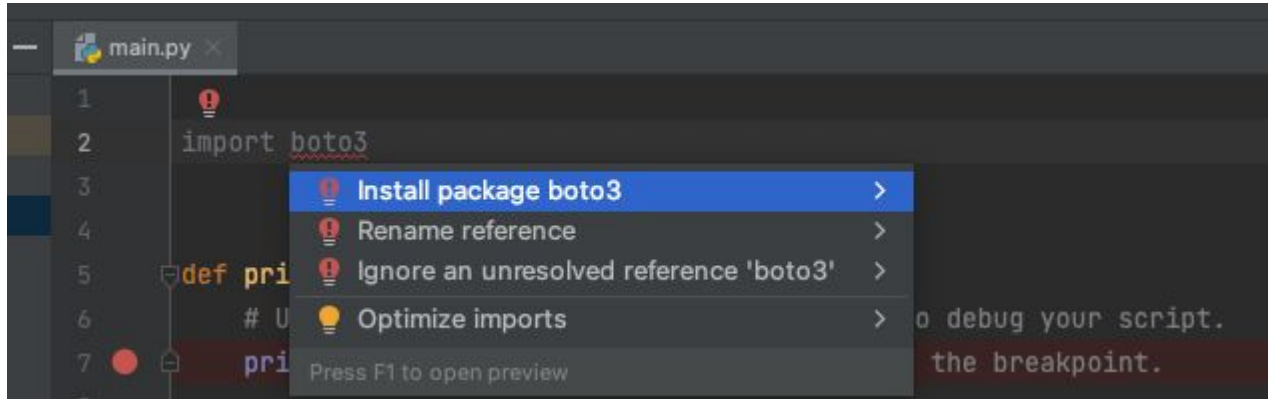 main.py
1
2 import boto3
3 Install package boto3
4 Rename reference
5 def pri Ignore an unresolved reference 'boto3'
6 # U Optimize imports o debug your script.
7 pri Press F1 to open preview the breakpoint.